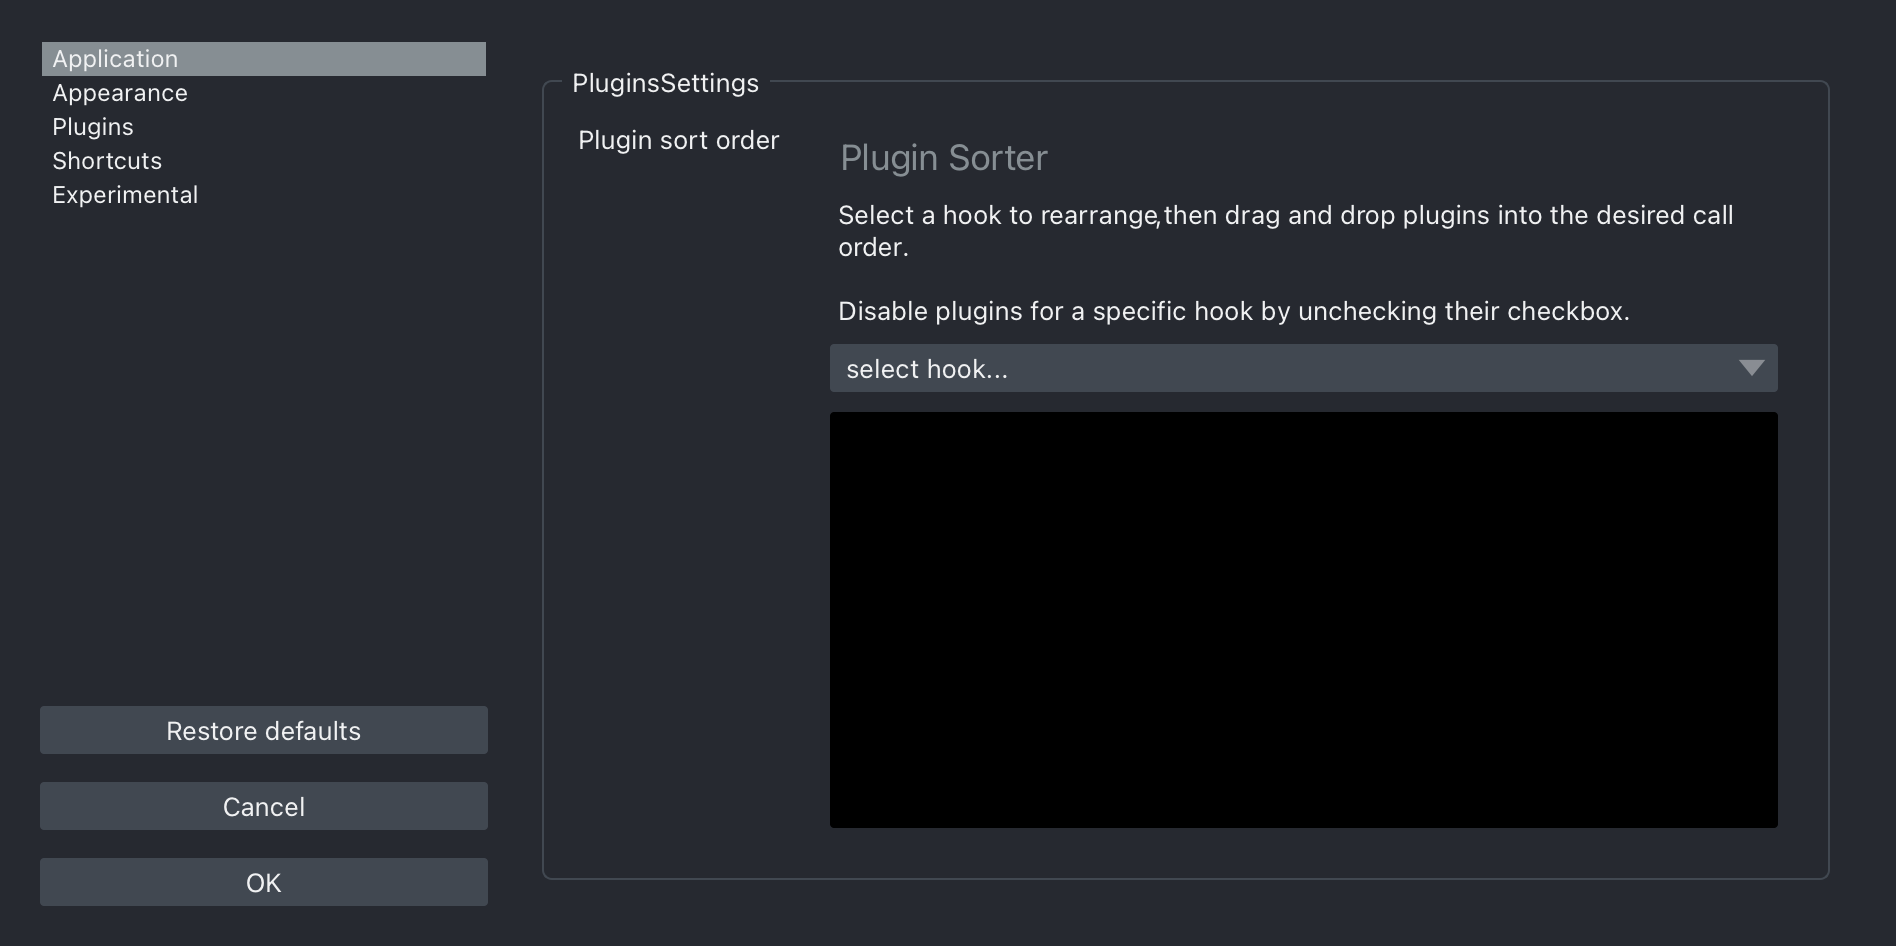 Application
Appearance
Plugins
Shortcuts
Experimental
Restore defaults
Cancel
OK
PluginsSettings
Plugin sort order
Plugin Sorter
Select a hook to rearrange,then drag and drop plugins into the desired call
order.
Disable plugins for a specific hook by unchecking their checkbox.
select hook...